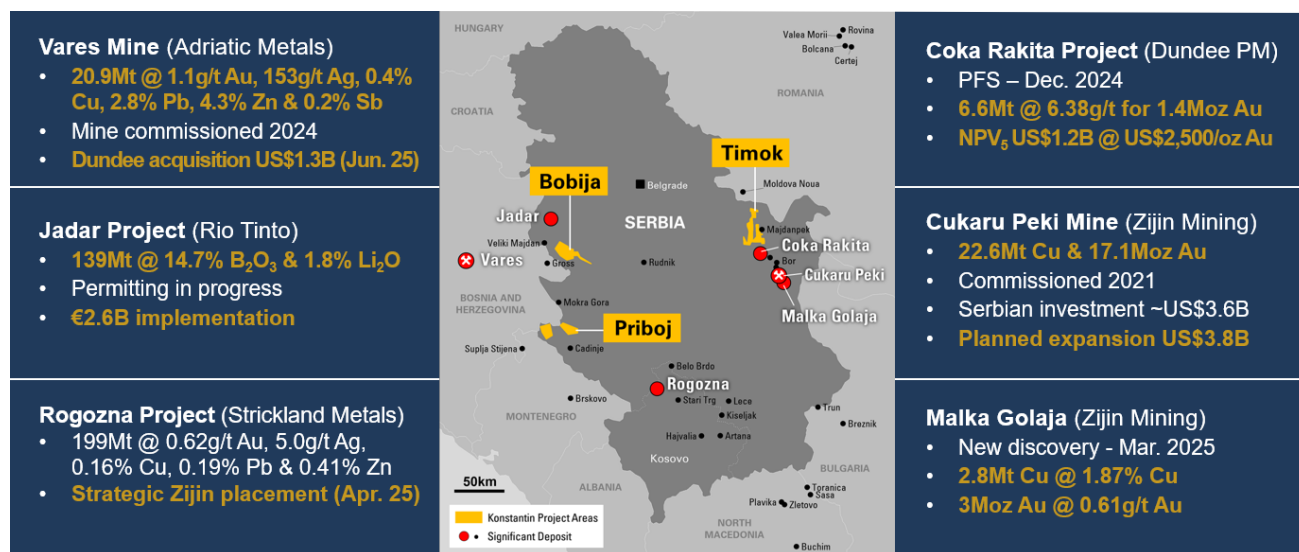 Vares Mine (Adriatic Metals)
• 20.9Mt @ 1.1g/t Au, 153g/t Ag, 0.4%
Cu, 2.8% Pb, 4.3% Zn & 0.2% Sb
• Mine commissioned 2024
• Dundee acquisition US$1.3B (Jun. 25)
Jadar Project (Rio Tinto)
• 139Mt @ 14.7% B₂O₃ & 1.8% Li₂O
• Permitting in progress
• €2.6B implementation
Rogozna Project (Strickland Metals)
• 199Mt @ 0.62g/t Au, 5.0g/t Ag,
0.16% Cu, 0.19% Pb & 0.41% Zn
• Strategic Zijin placement (Apr. 25)
HUNGARY
Rovina
Valea Morii
Bolcana
Certej
ROMANIA
CROATIA
Timok
Moldova Noua
Bobija
Belgrade
Jadar
SERBIA
Majdanpek
Veliki Majdan
Coka Rakita
Vares
Gross
Rudnik
Bor
Cukaru Peki
BOSNIA AND
HERZEGOVINA
Mokra Gora
Malka Golaja
Priboj
Suplja Stijena
Cadinje
Belo Brdo
Rogozna
Brskovo
Stari Trg
Lece
Trun
MONTENEGRO
Kiseljak
Breznik
Hajvalia
Artana
Kosovo
BULGARIA
50km
ALBANIA
Toranica
Sasa
Plavika
Zletovo
NORTH
MACEDONIA
Buchim
Konstantin Project Areas
Significant Deposit
Coka Rakita Project (Dundee PM)
• PFS – Dec. 2024
• 6.6Mt @ 6.38g/t for 1.4Moz Au
• NPV₅ US$1.2B @ US$2,500/oz Au
Cukaru Peki Mine (Zijin Mining)
• 22.6Mt Cu & 17.1Moz Au
• Commissioned 2021
• Serbian investment ~US$3.6B
• Planned expansion US$3.8B
Malka Golaja (Zijin Mining)
• New discovery - Mar. 2025
• 2.8Mt Cu @ 1.87% Cu
• 3Moz Au @ 0.61g/t Au